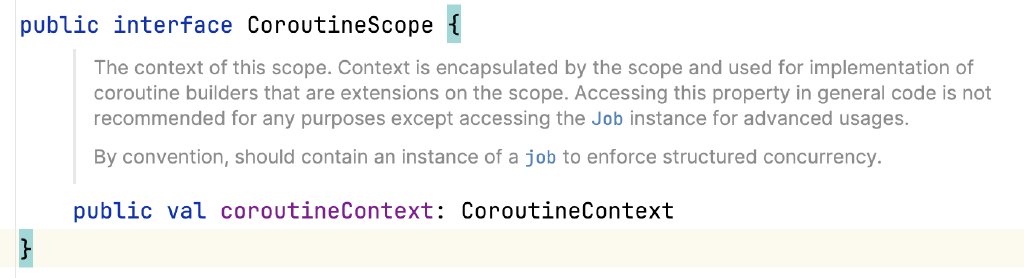 public interface CoroutineScope {
The context of this scope. Context is encapsulated by the scope and used for implementation of
coroutine builders that are extensions on the scope. Accessing this property in general code is not
recommended for any purposes except accessing the Job instance for advanced usages.
By convention, should contain an instance of a job to enforce structured concurrency.
public val coroutineContext: CoroutineContext
}